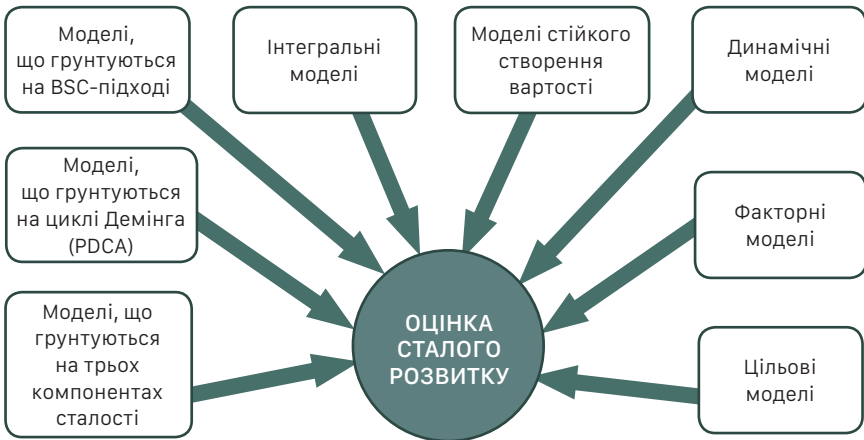 Моделі,
що грунтуються
на BSC-підході
Інтегральні
моделі
Моделі стійкого
створення
вартості
Динамічні
моделі
Моделі,
що грунтуються
на циклі Демінга
(PDCA)
Факторні
моделі
Моделі, що
грунтуються
на трьох
компонентах
сталості
ОЦІНКА
СТАЛОГО
РОЗВИТКУ
Цільові
моделі